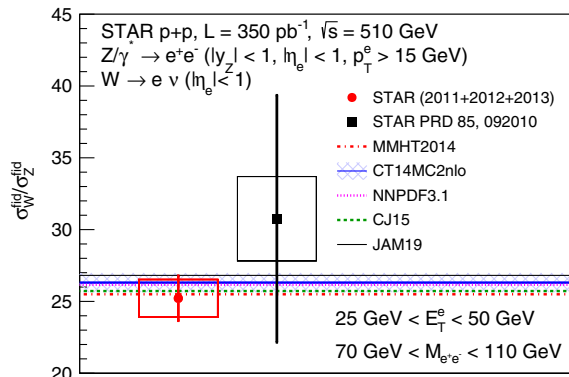 STAR p+p, L = 350 pb⁻¹, √s = 510 GeV
Z/γ* → e⁺e⁻ (|y_Z| < 1, |η_e| < 1, p_T^e > 15 GeV)
W → e ν (|η_e|< 1)
STAR (2011+2012+2013)
STAR PRD 85, 092010
MMHT2014
CT14MC2nlo
NNPDF3.1
CJ15
JAM19
25 GeV < E_T^e < 50 GeV
70 GeV < M_e⁺e⁻ < 110 GeV
σ_W^fid/σ_Z^fid
45
40
35
30
25
20